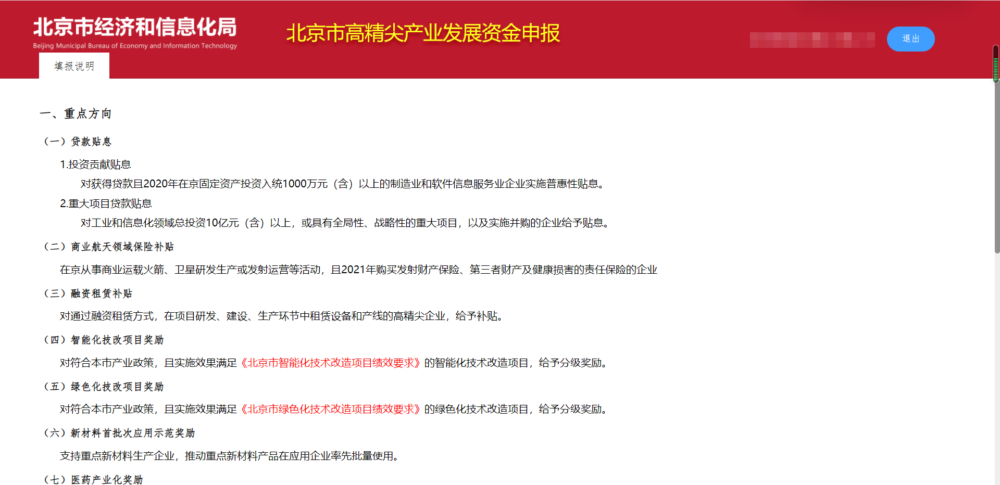 北京市经济和信息化局
Beijing Municipal Bureau of Economy and Information Technology
北京市高精尖产业发展资金申报
退出
填报说明
一、重点方向
（一）贷款贴息
1.投资贡献贴息
对获得贷款且2020年在京固定资产投资入统1000万元（含）以上的制造业和软件信息服务业企业实施普惠性贴息。
2.重大项目贷款贴息
对工业和信息化领域总投资10亿元（含）以上，或具有全局性、战略性的重大项目，以及实施并购的企业给予贴息。
（二）商业航天领域保险补贴
在京从事商业运载火箭、卫星研发生产或发射运营等活动，且2021年购买发射财产保险、第三者财产及健康损害的责任保险的企业
（三）融资租赁补贴
对通过融资租赁方式，在项目研发、建设、生产环节中租赁设备和产线的高精尖企业，给予补贴。
（四）智能化技改项目奖励
对符合本市产业政策，且实施效果满足《北京市智能化技术改造项目绩效要求》的智能化技术改造项目，给予分级奖励。
（五）绿色化技改项目奖励
对符合本市产业政策，且实施效果满足《北京市绿色化技术改造项目绩效要求》的绿色化技术改造项目，给予分级奖励。
（六）新材料首批次应用示范奖励
支持重点新材料生产企业，推动重点新材料产品在应用企业率先批量使用。
（七）医药产业化奖励